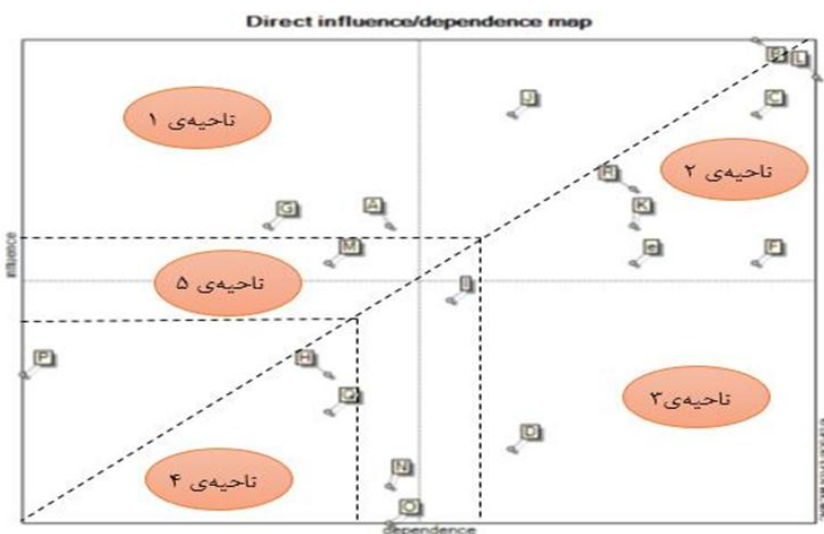 Direct influence/dependence map
B L
J C
ناحیه‌ی ۱
R ناحیه‌ی ۲
G A K
M e F
influence
ناحیه‌ی ۵ I
P H
Q ناحیه‌ی۳
D
ناحیه‌ی ۴ N
O
dependence